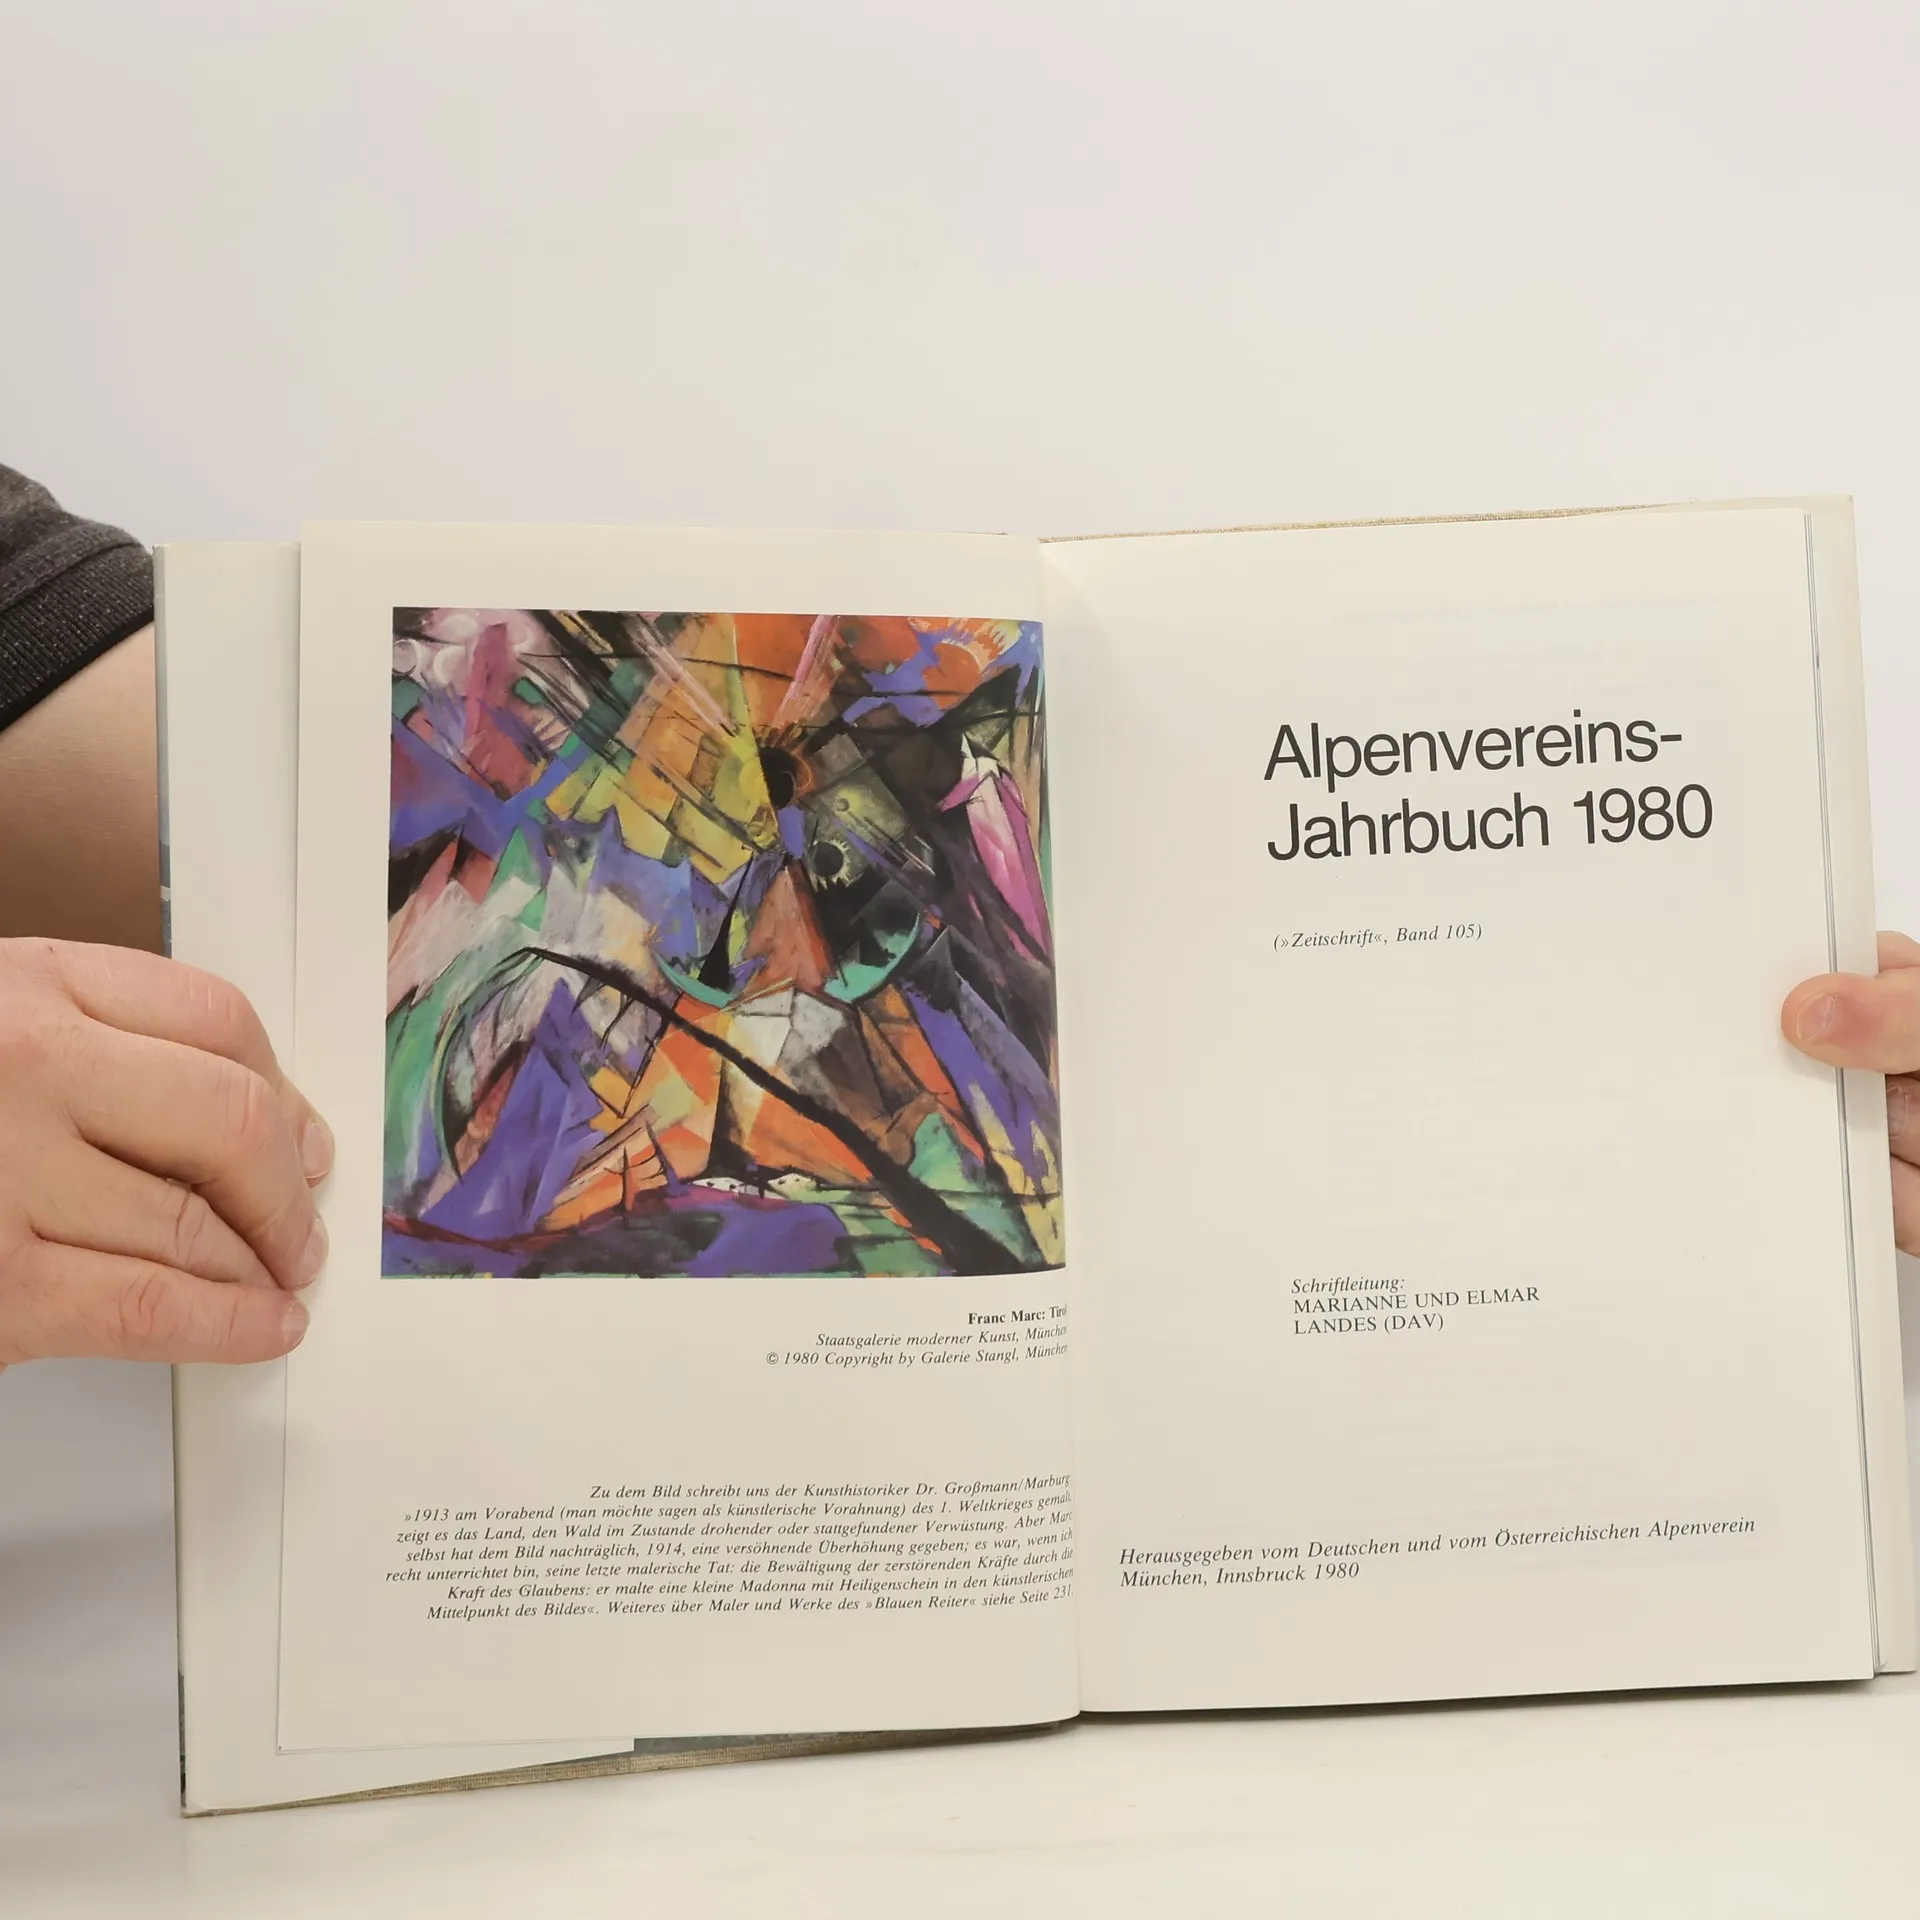 Franc Marc: Tirol
Staatsgalerie moderner Kunst, München
© 1980 Copyright by Galerie Stangl, München
Zu dem Bild schreibt uns der Kunsthistoriker Dr. Großmann/Marburg:
»1913 am Vorabend (man möchte sagen als künstlerische Vorahnung) des 1. Weltkrieges gemalt,
zeigt es das Land, den Wald im Zustande drohender oder stattgefundener Verwüstung. Aber Marc
selbst hat dem Bild nachträglich, 1914, eine versöhnende Überhöhung gegeben; es war, wenn ich
recht unterrichtet bin, seine letzte malerische Tat: die Bewältigung der zerstörenden Kräfte durch die
Kraft des Glaubens: er malte eine kleine Madonna mit Heiligenschein in den künstlerischen
Mittelpunkt des Bildes«. Weiteres über Maler und Werke des »Blauen Reiter« siehe Seite 231.
Alpenvereins-
Jahrbuch 1980
(»Zeitschrift«, Band 105)
Schriftleitung:
MARIANNE UND ELMAR
LANDES (DAV)
Herausgegeben vom Deutschen und vom Österreichischen Alpenverein
München, Innsbruck 1980